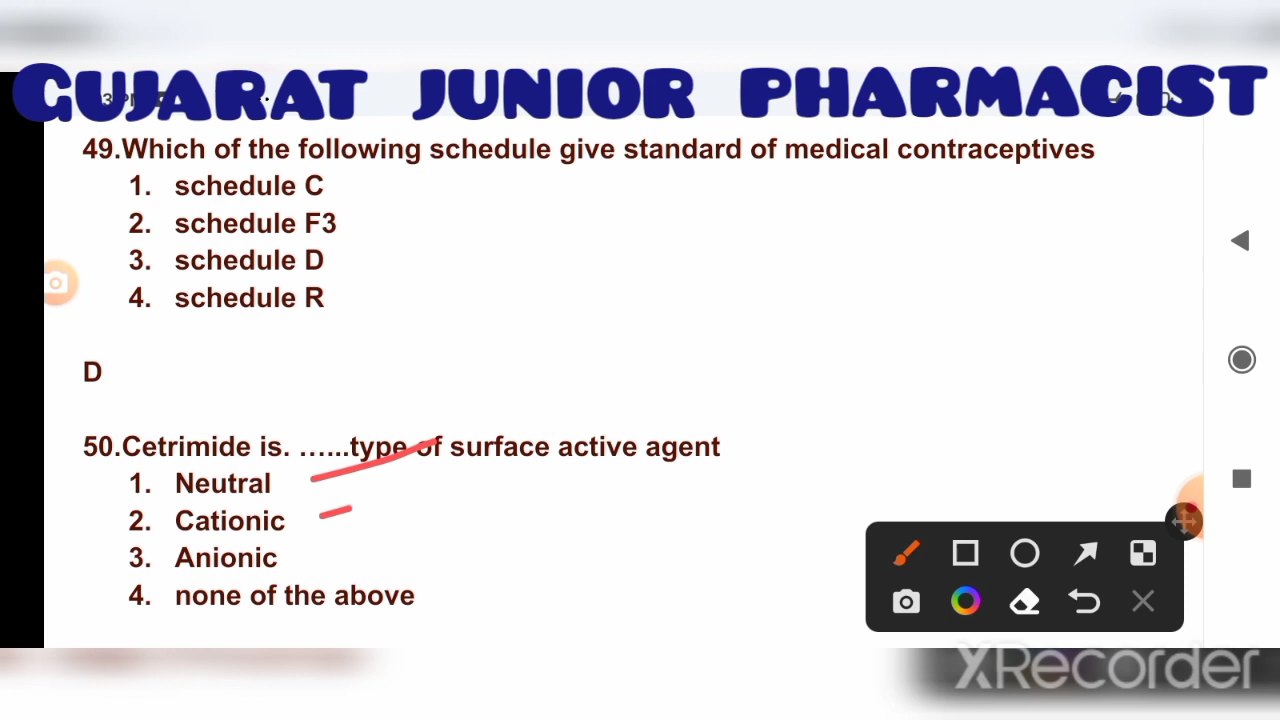 GUJARAT JUNIOR PHARMACIST
49.Which of the following schedule give standard of medical contraceptives
1. schedule C
2. schedule F3
3. schedule D
4. schedule R
D
50.Cetrimide is. …...type of surface active agent
1. Neutral
2. Cationic
3. Anionic
4. none of the above
XRecorder